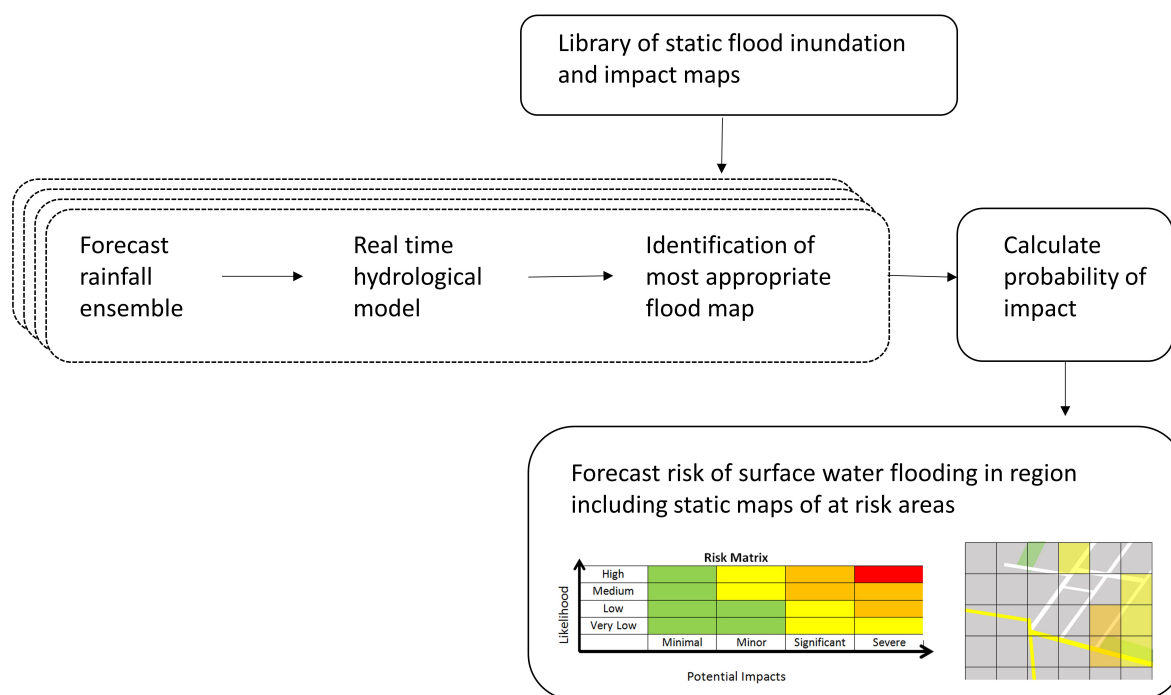 Library of static flood inundation
and impact maps
Forecast
rainfall
ensemble
Real time
hydrological
model
Identification of
most appropriate
flood map
Calculate
probability of
impact
Forecast risk of surface water flooding in region
including static maps of at risk areas
Risk Matrix
Likelihood
High
Medium
Low
Very Low
Minimal Minor Significant Severe
Potential Impacts